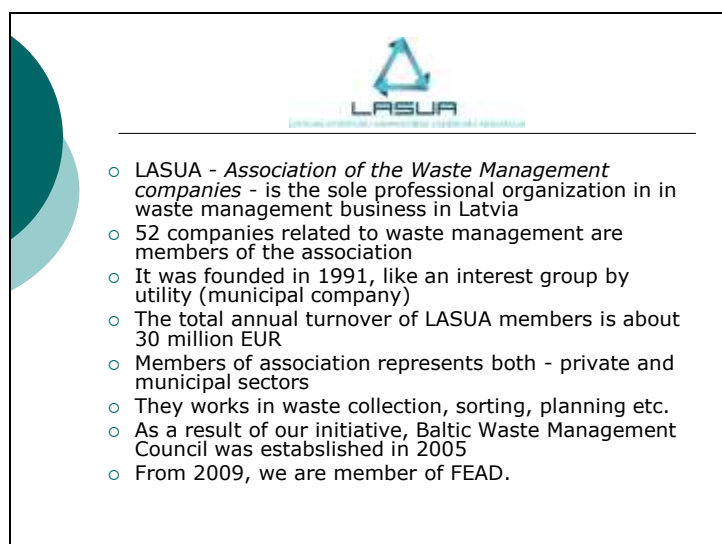 LASUA
LASUA - Association of the Waste Management
companies - is the sole professional organization in in
waste management business in Latvia
52 companies related to waste management are
members of the association
It was founded in 1991, like an interest group by
utility (municipal company)
The total annual turnover of LASUA members is about
30 million EUR
Members of association represents both - private and
municipal sectors
They works in waste collection, sorting, planning etc.
As a result of our initiative, Baltic Waste Management
Council was estabslished in 2005
From 2009, we are member of FEAD.